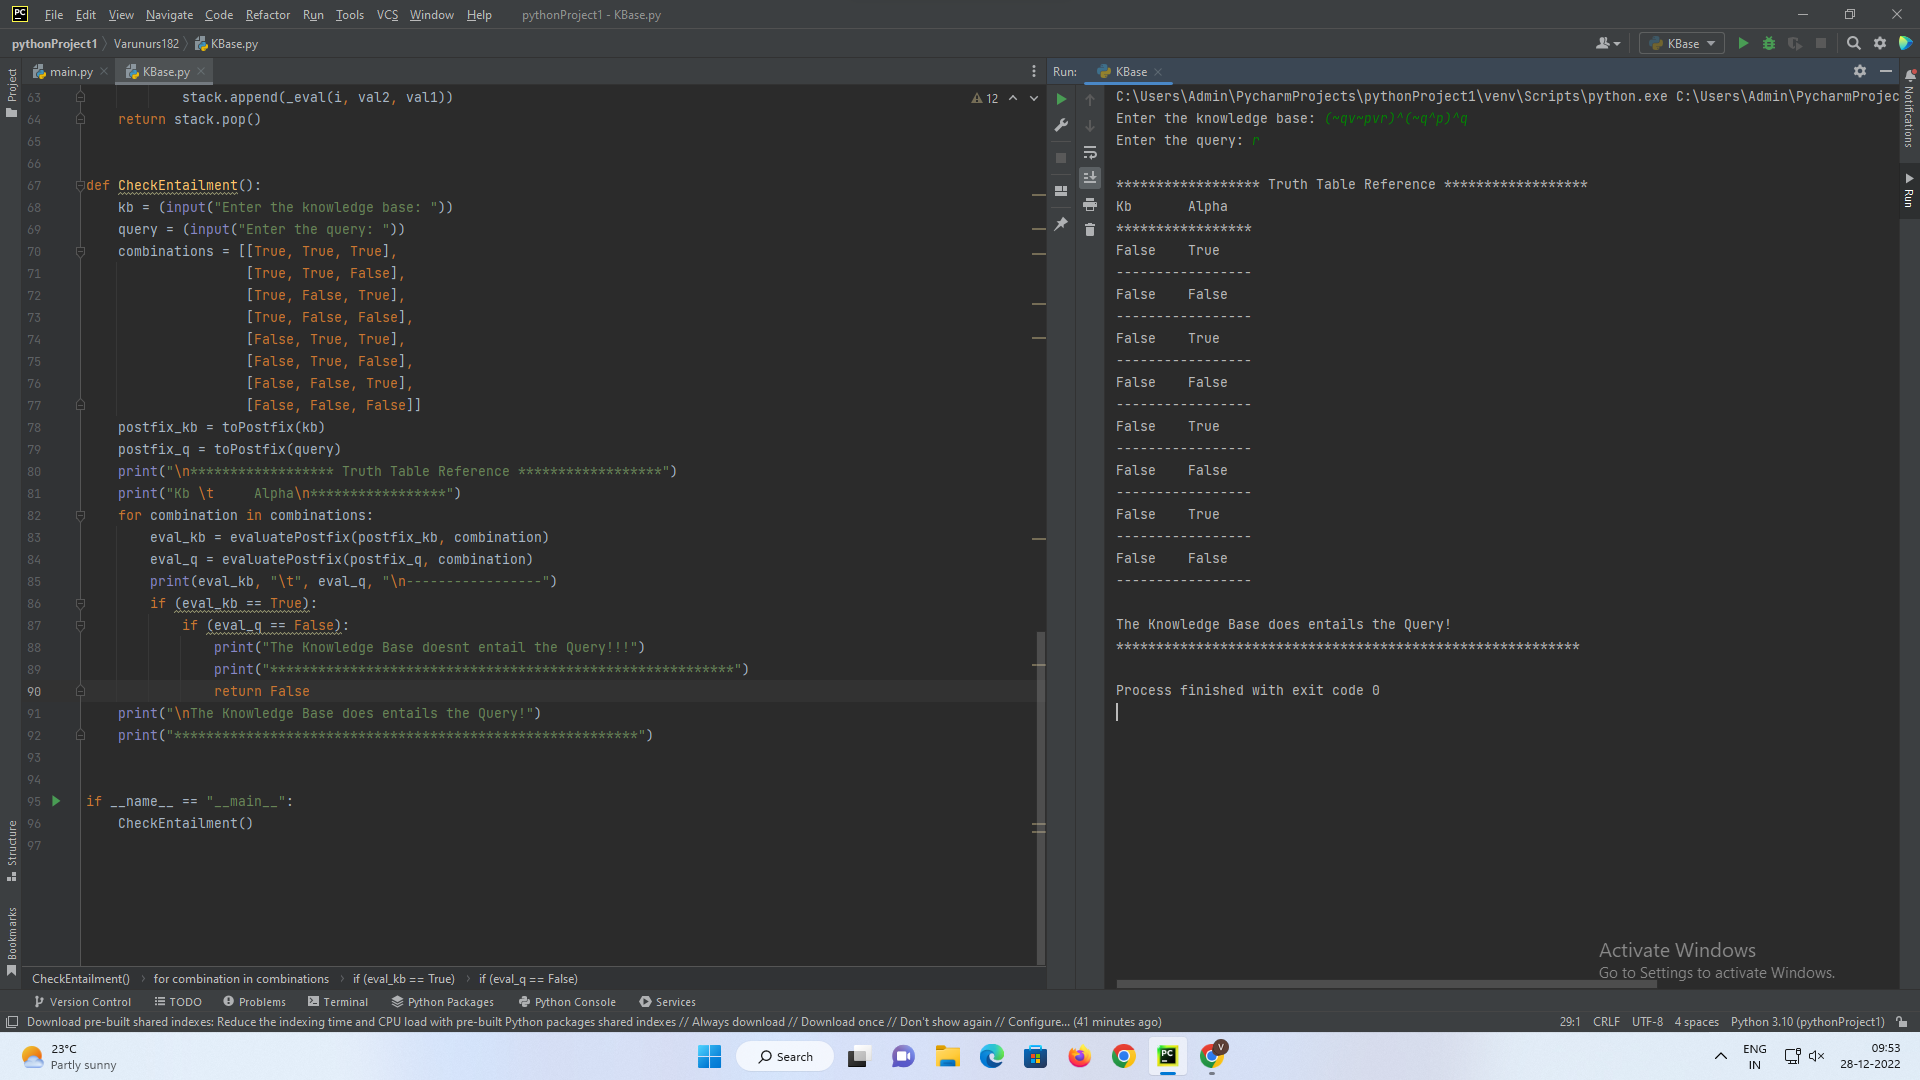 File Edit View Navigate Code Refactor Run Tools VCS Window Help pythonProject1 - KBase.py
pythonProject1 Varunurs182 KBase.py
KBase
Project
main.py
KBase.py
12
63 stack.append(_eval(i, val2, val1))
64 return stack.pop()
65
66
67 def CheckEntailment():
68 kb = (input("Enter the knowledge base: "))
69 query = (input("Enter the query: "))
70 combinations = [[True, True, True],
71 [True, True, False],
72 [True, False, True],
73 [True, False, False],
74 [False, True, True],
75 [False, True, False],
76 [False, False, True],
77 [False, False, False]]
78 postfix_kb = toPostfix(kb)
79 postfix_q = toPostfix(query)
80 print("\n****************** Truth Table Reference ******************")
81 print("Kb \t     Alpha\n*****************")
82 for combination in combinations:
83 eval_kb = evaluatePostfix(postfix_kb, combination)
84 eval_q = evaluatePostfix(postfix_q, combination)
85 print(eval_kb, "\t", eval_q, "\n-----------------")
86 if (eval_kb == True):
87 if (eval_q == False):
88 print("The Knowledge Base doesnt entail the Query!!!")
89 print("**********************************************************")
90 return False
91 print("\nThe Knowledge Base does entails the Query!")
92 print("**********************************************************")
93
94
95 if __name__ == "__main__":
96 CheckEntailment()
97
CheckEntailment() for combination in combinations if (eval_kb == True) if (eval_q == False)
Structure
Bookmarks
Run: KBase
C:\Users\Admin\PycharmProjects\pythonProject1\venv\Scripts\python.exe C:\Users\Admin\PycharmProjec
Enter the knowledge base: (~qv~pvr)^(~q^p)^q
Enter the query: r
****************** Truth Table Reference ******************
Kb Alpha
*****************
False True
-----------------
False False
-----------------
False True
-----------------
False False
-----------------
False True
-----------------
False False
-----------------
False True
-----------------
False False
-----------------
The Knowledge Base does entails the Query!
**********************************************************
Process finished with exit code 0
Notifications
Run
Activate Windows
Go to Settings to activate Windows.
Version Control TODO Problems Terminal Python Packages Python Console Services
Download pre-built shared indexes: Reduce the indexing time and CPU load with pre-built Python packages shared indexes // Always download // Download once // Don't show again // Configure... (41 minutes ago) 29:1 CRLF UTF-8 4 spaces Python 3.10 (pythonProject1)
23°C
Partly sunny
Search
PC
V
ENG
IN
09:53
28-12-2022